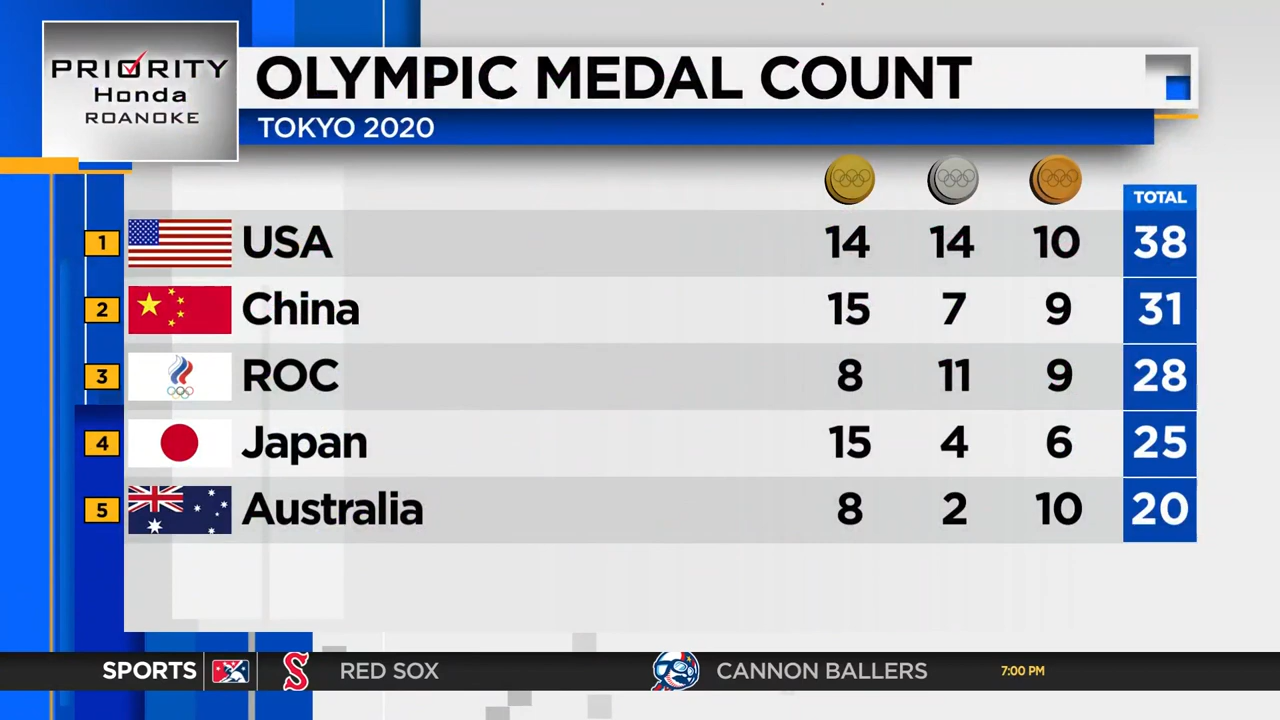 PRIORITY
Honda
ROANOKE
OLYMPIC MEDAL COUNT
TOKYO 2020
TOTAL
1 USA 14 14 10 38
2 China 15 7 9 31
3 ROC 8 11 9 28
4 Japan 15 4 6 25
5 Australia 8 2 10 20
SPORTS S RED SOX CANNON BALLERS 7:00 PM